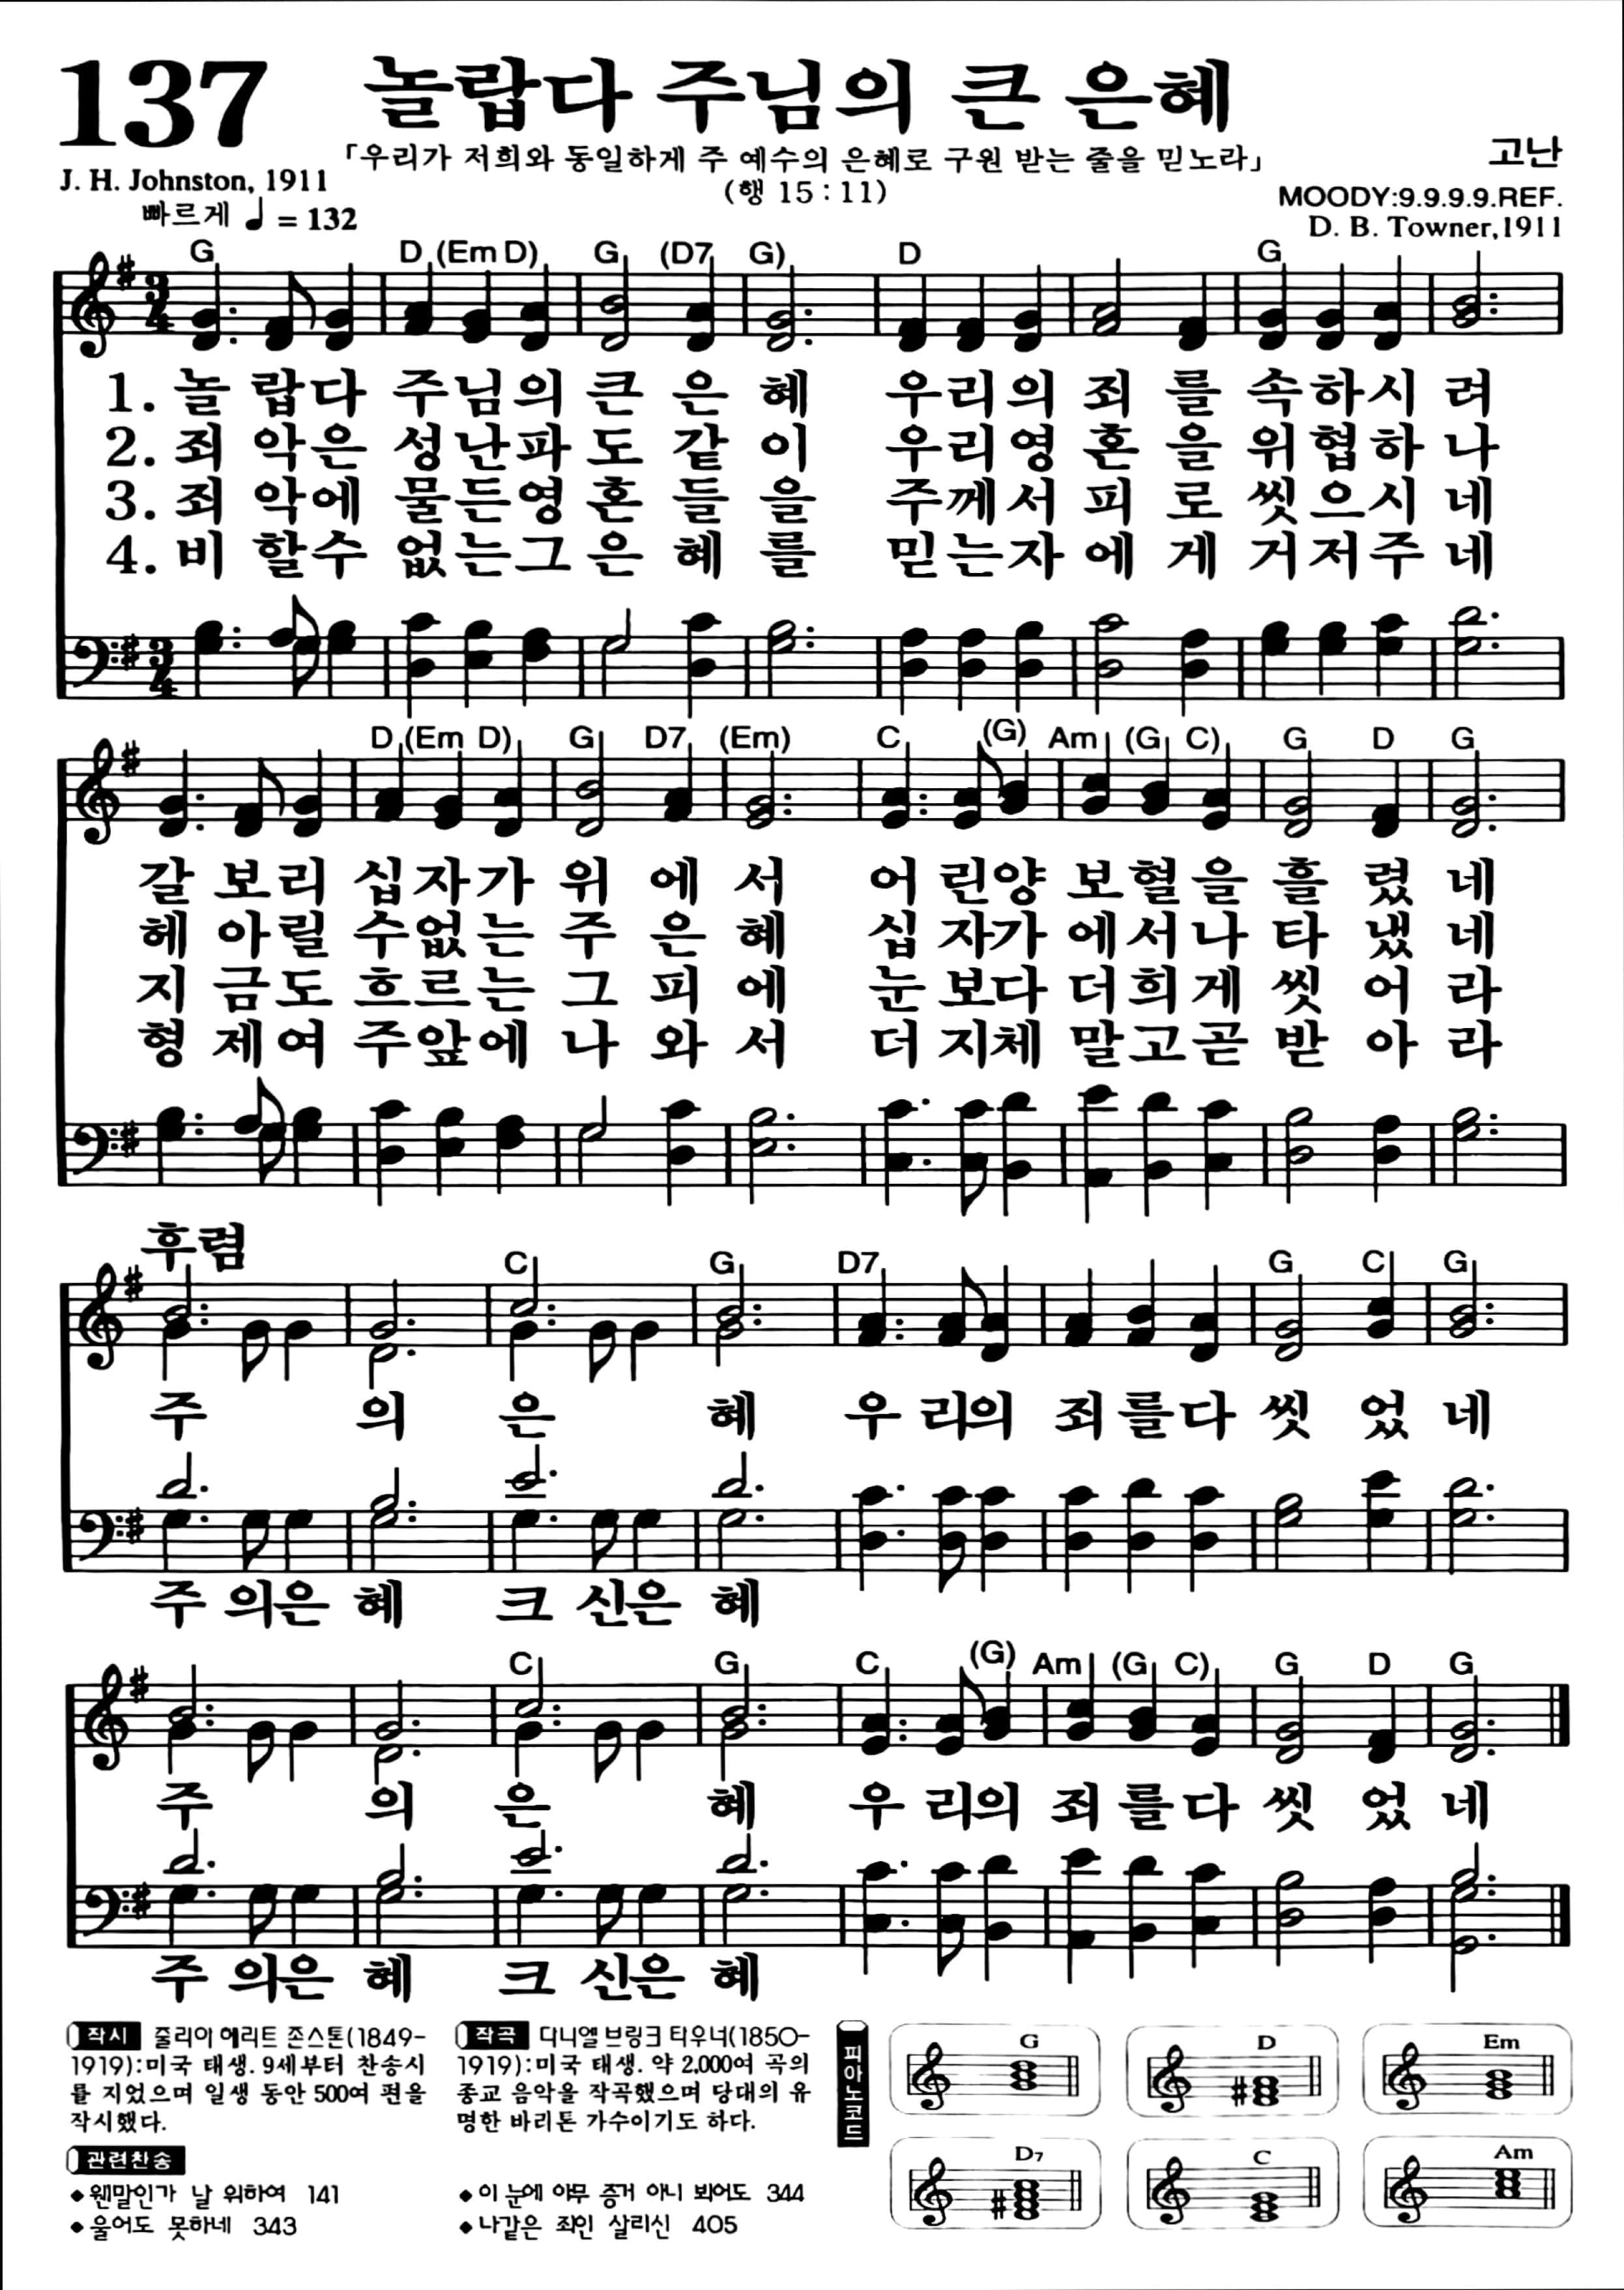 137
놀랍다 주님의 큰 은혜
「우리가 저희와 동일하게 주 예수의 은혜로 구원 받는 줄을 믿노라」
(행 15 : 11)
고난
J. H. Johnston, 1911
빠르게 ♩ = 132
MOODY:9.9.9.9.REF.
D. B. Towner,1911
G D (Em D) G (D7 G) D G
3/4
1. 놀 랍다 주님의 큰 은 혜 우리의 죄 를 속하시 려
2. 죄 악은 성난파 도 같 이 우리영 혼 을 위협하 나
3. 죄 악에 물든영 혼 들 을 주께서 피 로 씻으시 네
4. 비 할수 없는그 은 혜 를 믿는자 에 게 거저주 네
3/4
D (Em D) G D7 (Em) C (G) Am (G C) G D G
갈 보리 십자가 위 에 서 어 린양 보혈을 흘 렸 네
헤 아릴 수없는 주 은 혜 십 자가 에서나 타 냈 네
지 금도 흐르는 그 피 에 눈 보다 더희게 씻 어 라
형 제여 주앞에 나 와 서 더 지체 말고곧 받 아 라
후렴
C G D7 G C G
주 의 은 혜 우 리의 죄를다 씻 었 네
주 의은 혜 크 신은 혜
C G C (G) Am (G C) G D G
주 의 은 혜 우 리의 죄를다 씻 었 네
주 의은 혜 크 신은 혜
작시 줄리아 헤리트 존스톤(1849-
1919):미국 태생. 9세부터 찬송시
를 지었으며 일생 동안 500여 편을
작시했다.
작곡 다니엘 브링크 타우너(1850-
1919):미국 태생. 약 2,000여 곡의
종교 음악을 작곡했으며 당대의 유
명한 바리톤 가수이기도 하다.
관련찬송
◆웬말인가 날 위하여 141
◆울어도 못하네 343
◆이 눈에 아무 증거 아니 뵈어도 344
◆나같은 죄인 살리신 405
피아노코드
G D Em
D7 C Am